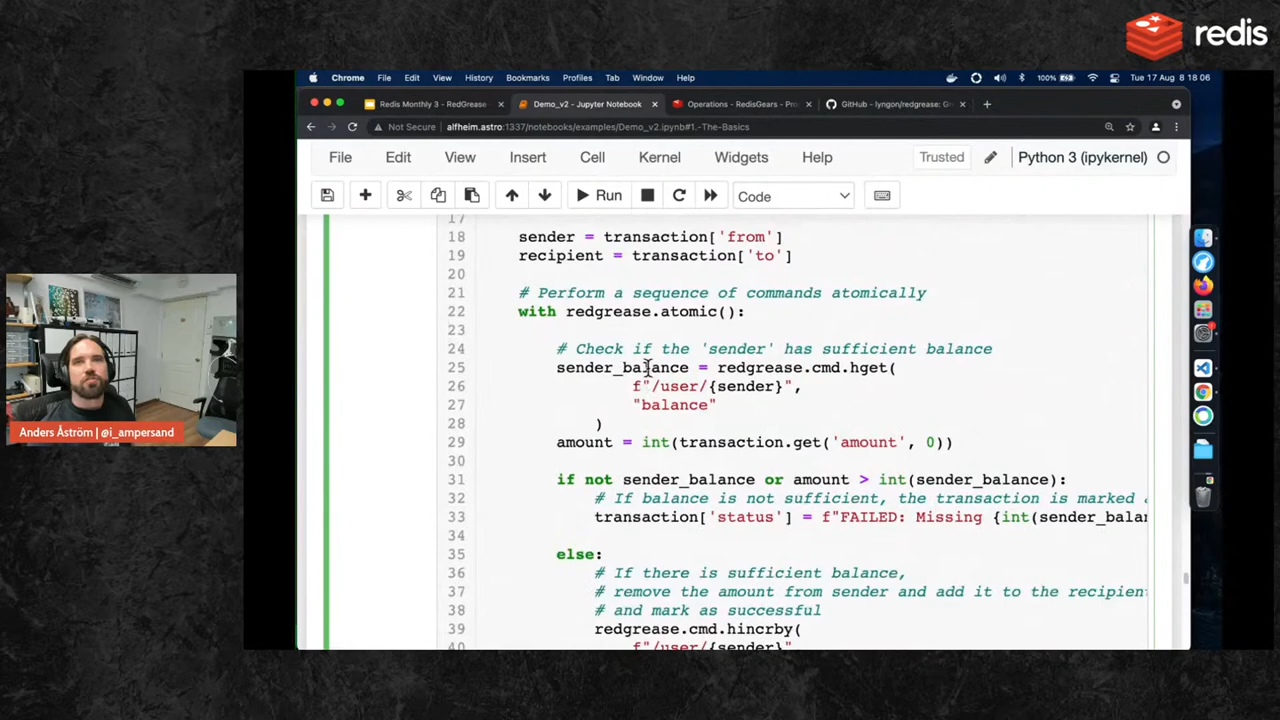 redis
Chrome File Edit View History Bookmarks Profiles Tab Window Help 100% Tue 17 Aug 8 18 06
Redis Monthly 3 - RedGrease Demo_v2 - Jupyter Notebook Operations - RedisGears - Pro GitHub - lyngon/redgrease: G
Not Secure alfheim.astro:1337/notebooks/examples/Demo_v2.ipynb#1.-The-Basics
File Edit View Insert Cell Kernel Widgets Help Trusted Python 3 (ipykernel)
Run Code
17
18 sender = transaction['from']
19 recipient = transaction['to']
20
21 # Perform a sequence of commands atomically
22 with redgrease.atomic():
23
24 # Check if the 'sender' has sufficient balance
25 sender_balance = redgrease.cmd.hget(
26 f"/user/{sender}",
27 "balance"
28 )
29 amount = int(transaction.get('amount', 0))
30
31 if not sender_balance or amount > int(sender_balance):
32 # If balance is not sufficient, the transaction is marked
33 transaction['status'] = f"FAILED: Missing {int(sender_balan
34
35 else:
36 # If there is sufficient balance,
37 # remove the amount from sender and add it to the recipient
38 # and mark as successful
39 redgrease.cmd.hincrby(
40 f"/user/{sender}"
Anders Åström | @i_ampersand